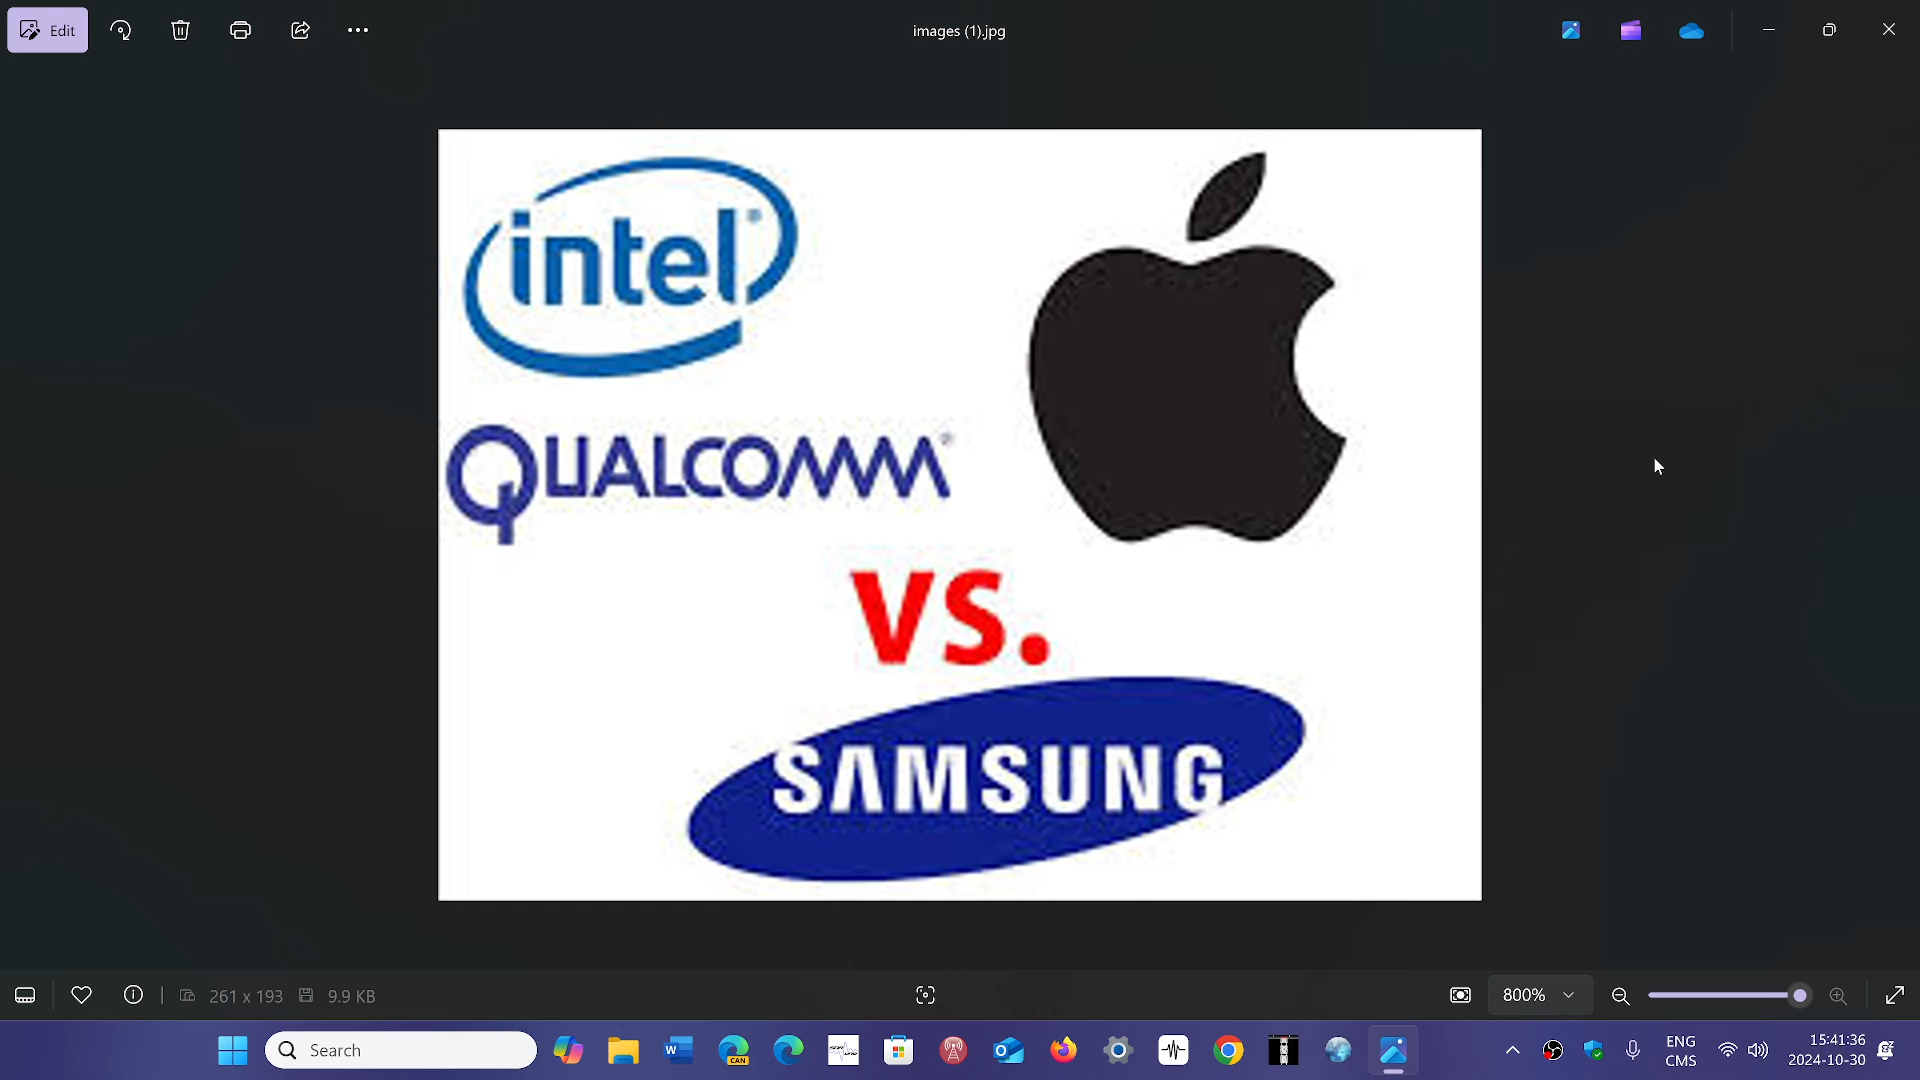 Edit
images (1).jpg
intel®
QUALCOMM®
VS.
SAMSUNG
261 x 193
9.9 KB
800%
Search
CAN
ENG
CMS
15:41:36
2024-10-30